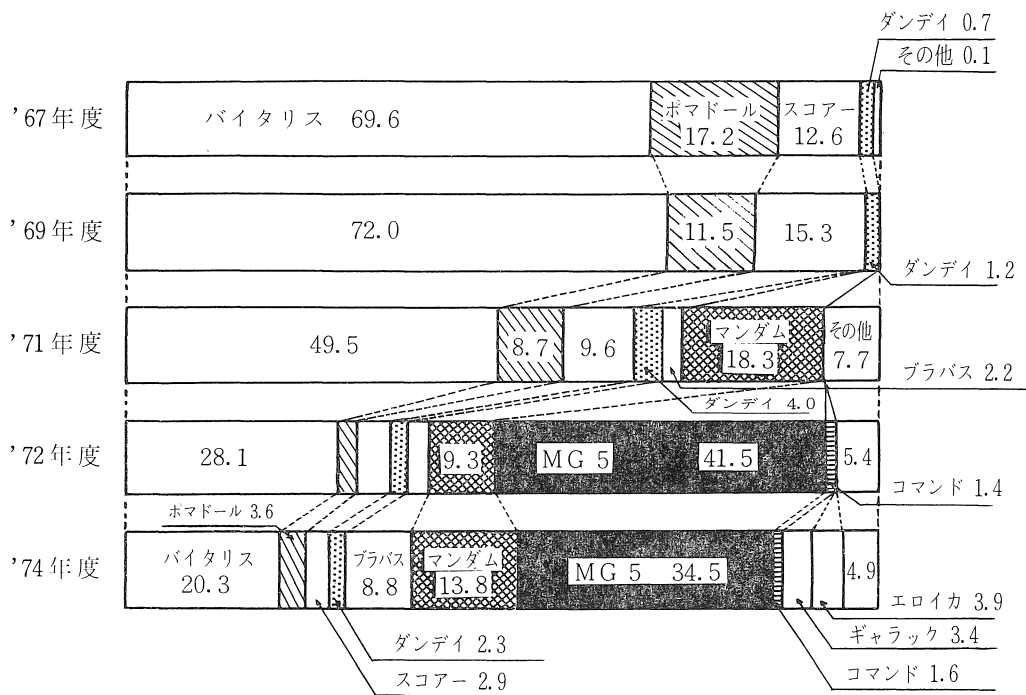 ダンデイ 0.7
その他 0.1
'67年度
バイタリス 69.6
ポマドール
17.2
スコアー
12.6
'69年度
72.0
11.5
15.3
ダンデイ 1.2
'71年度
49.5
8.7
9.6
マンダム
18.3
その他
7.7
ブラバス 2.2
ダンデイ 4.0
'72年度
28.1
9.3
MG 5 41.5
5.4
コマンド 1.4
ポマドール 3.6
'74年度
バイタリス
20.3
ブラバス
8.8
マンダム
13.8
MG 5 34.5
4.9
エロイカ 3.9
ギャラック 3.4
コマンド 1.6
ダンデイ 2.3
スコアー 2.9